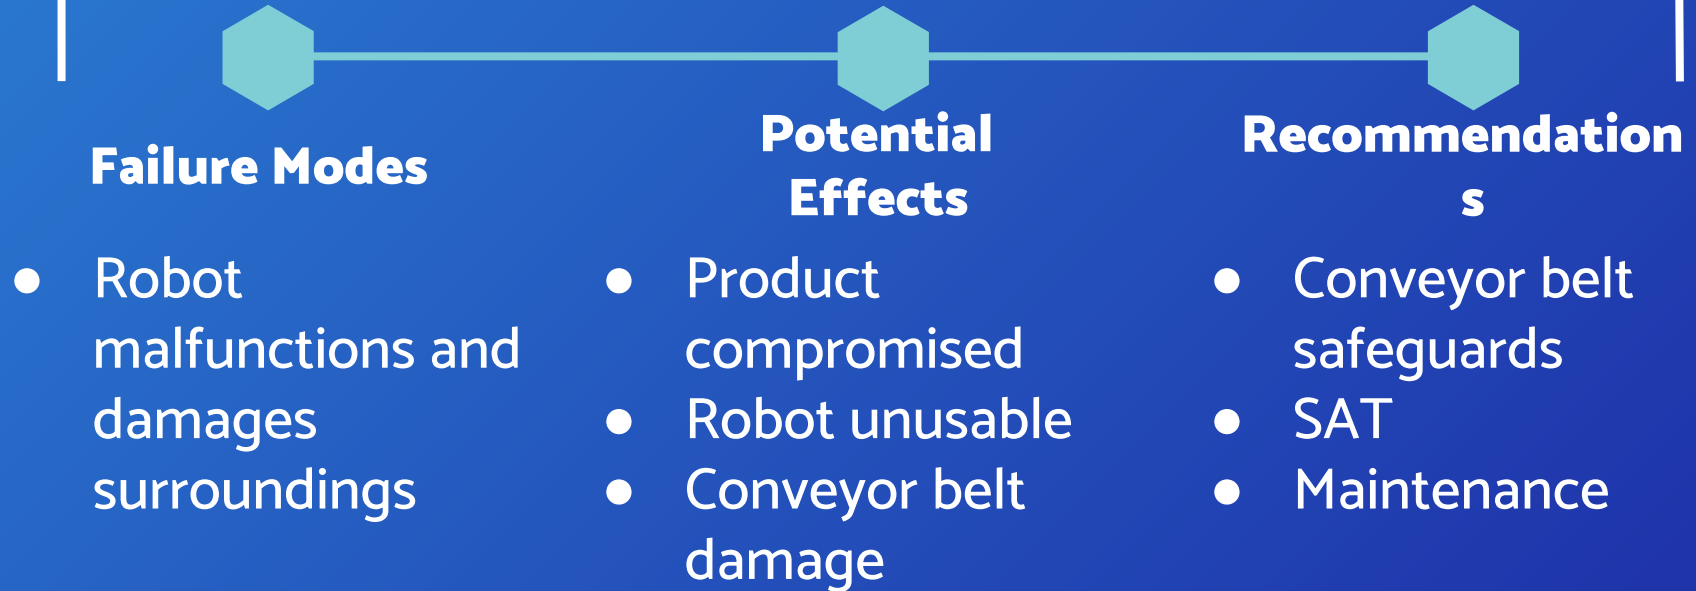 Failure Modes
● Robot
malfunctions and
damages
surroundings
Potential
Effects
● Product
compromised
● Robot unusable
● Conveyor belt
damage
Recommendation
s
● Conveyor belt
safeguards
● SAT
● Maintenance